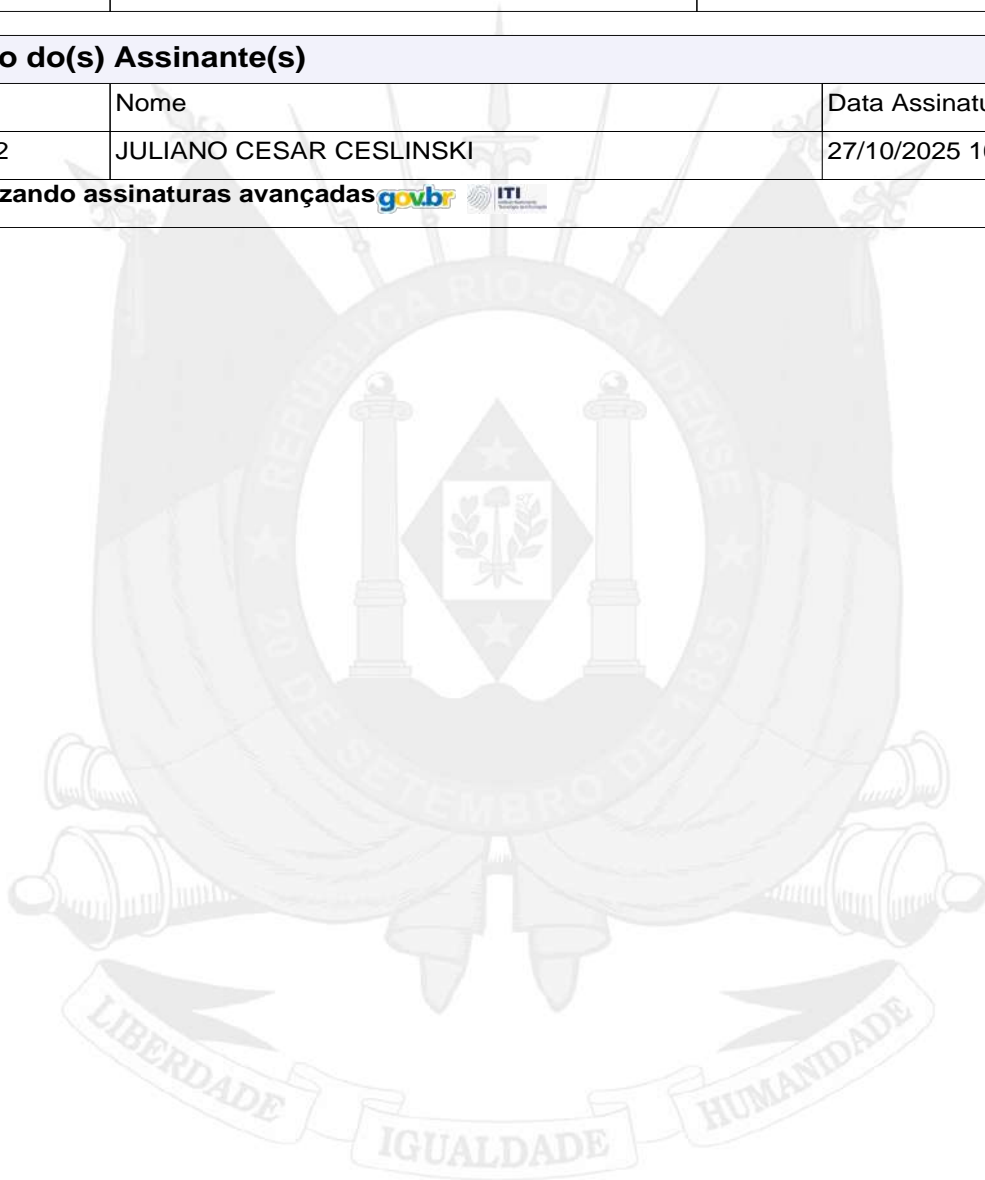 o do(s) Assinante(s)
Nome Data Assinatu
2 JULIANO CESAR CESLINSKI 27/10/2025 1
zando assinaturas avançadas gov.br ITI
REPÚBLICA RIO-GRANDENSE
20 DE SETEMBRO DE 1835
LIBERDADE IGUALDADE HUMANIDADE